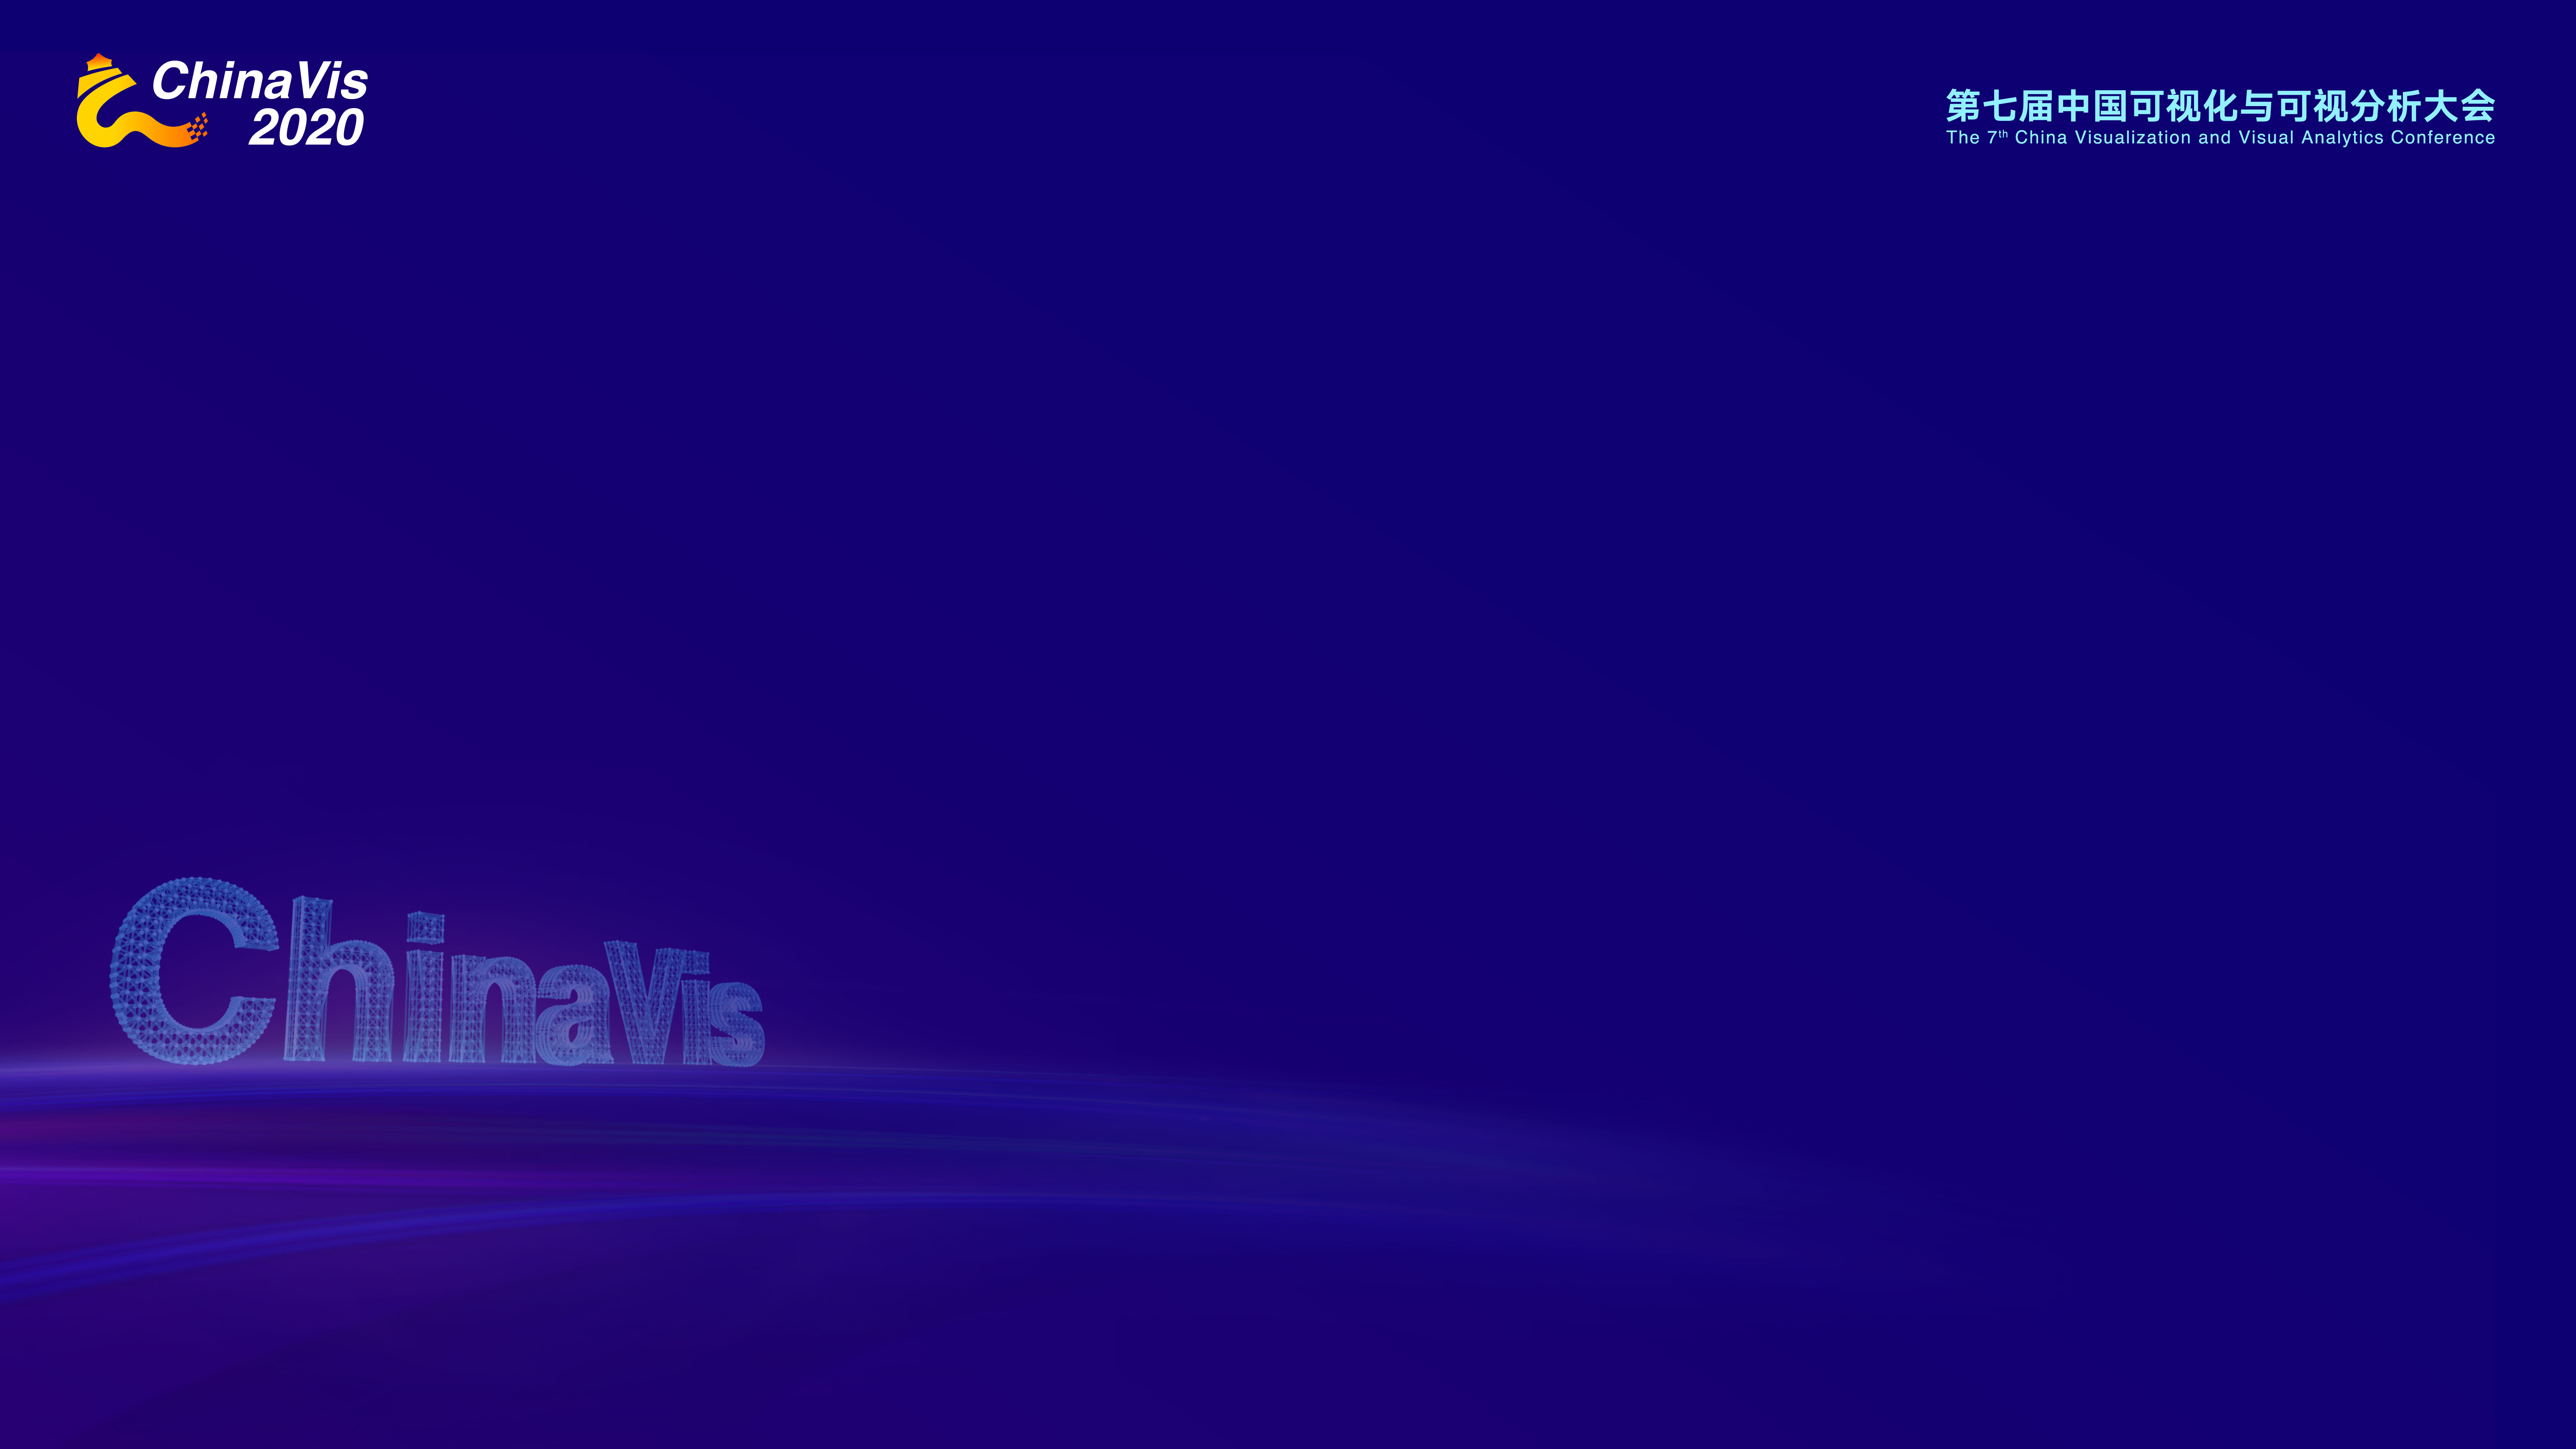 ChinaVis
2020
第七届中国可视化与可视分析大会
The 7th China Visualization and Visual Analytics Conference
ChinaVis